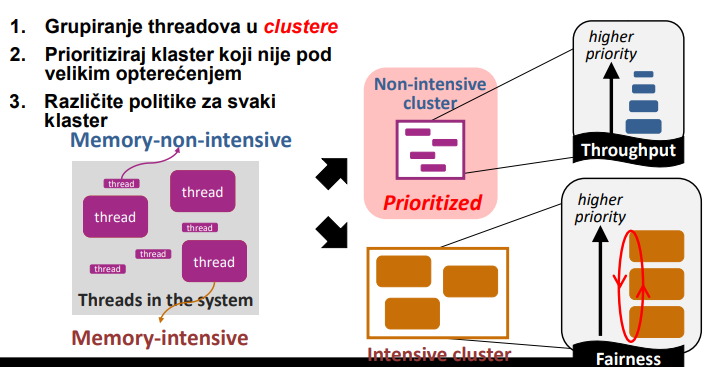 1. Grupiranje threadova u clustere
2. Prioritiziraj klaster koji nije pod
velikim opterećenjem
3. Različite politike za svaki
klaster
Memory-non-intensive
thread
thread
thread
thread
thread
thread
thread
Threads in the system
Memory-intensive
Non-intensive
cluster
Prioritized
Intensive cluster
higher
priority
Throughput
higher
priority
Fairness